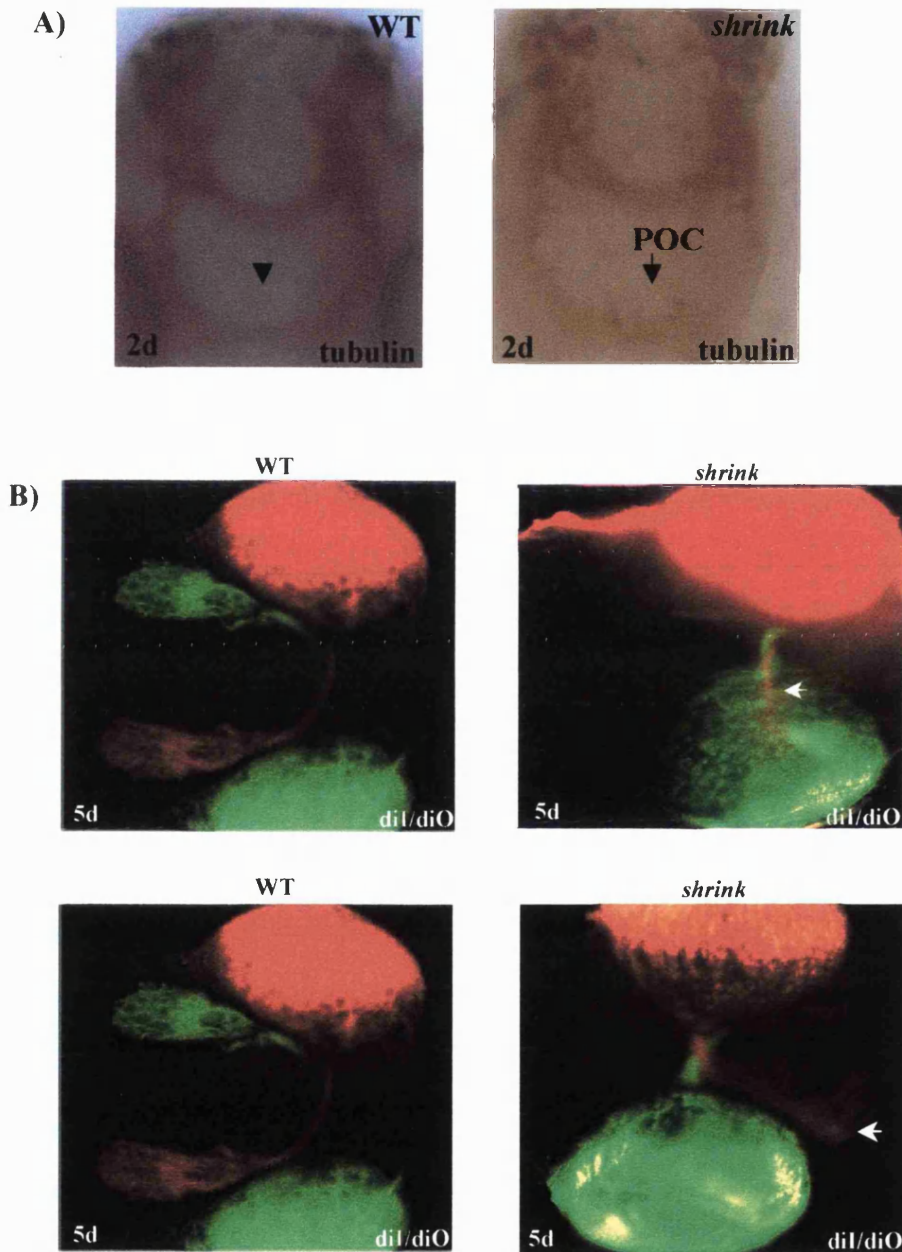 A)
WT
shrink
POC
2d
tubulin
2d
tubulin
B)
WT
shrink
5d
diI/diO
5d
diI/diO
WT
shrink
5d
diI/diO
5d
diI/diO